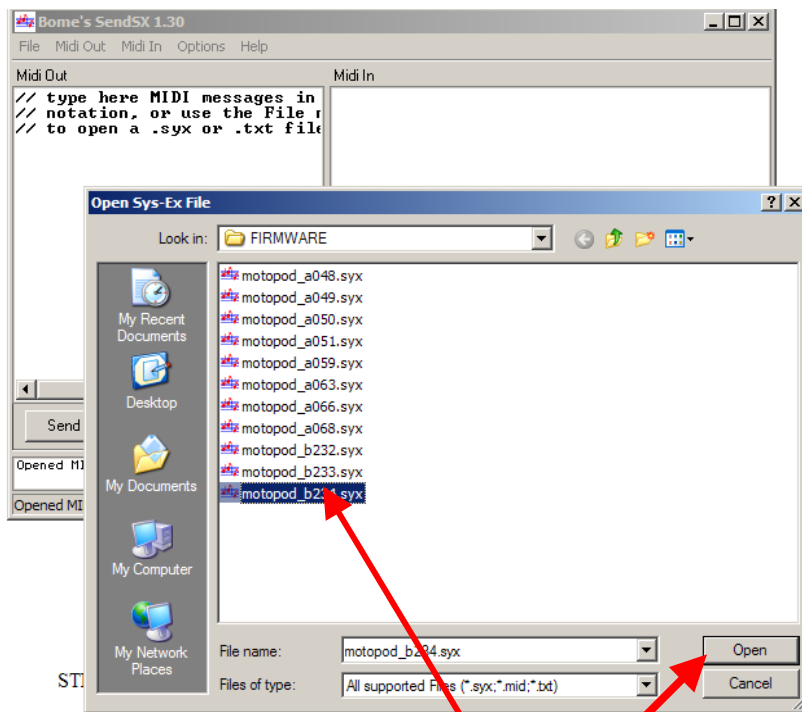 Bome's SendSX 1.30
File Midi Out Midi In Options Help
Midi Out Midi In
// type here MIDI messages in
// notation, or use the File
// to open a .syx or .txt file
Send
Opened MI
Opened MI
Open Sys-Ex File
Look in: FIRMWARE
My Recent
Documents
Desktop
My Documents
My Computer
My Network
Places
motopod_a048.syx
motopod_a049.syx
motopod_a050.syx
motopod_a051.syx
motopod_a059.syx
motopod_a063.syx
motopod_a066.syx
motopod_a068.syx
motopod_b232.syx
motopod_b233.syx
motopod_b234.syx
File name: motopod_b234.syx Open
Files of type: All supported Files (*.syx;*.mid;*.txt) Cancel